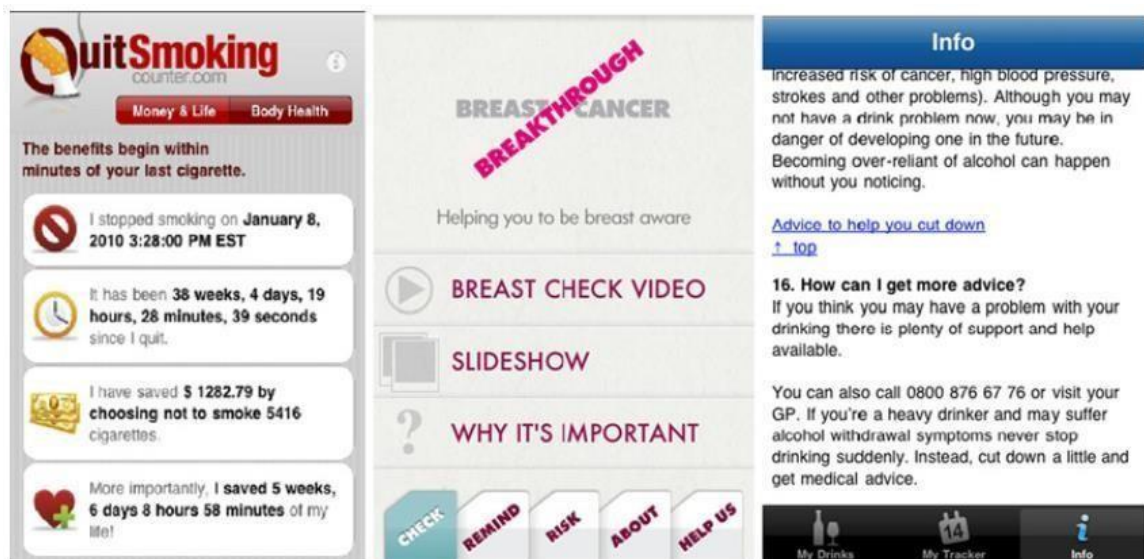 QuitSmoking
counter.com
Money & Life Body Health
The benefits begin within
minutes of your last cigarette.
I stopped smoking on January 8,
2010 3:28:00 PM EST
It has been 38 weeks, 4 days, 19
hours, 28 minutes, 39 seconds
since I quit.
I have saved $ 1282.79 by
choosing not to smoke 5416
cigarettes.
More importantly, I saved 5 weeks,
6 days 8 hours 58 minutes of my
life!
BREAST CANCER
BREAKTHROUGH
Helping you to be breast aware
BREAST CHECK VIDEO
SLIDESHOW
? WHY IT'S IMPORTANT
CHECK REMIND RISK ABOUT HELP US
Info
Increased risk of cancer, high blood pressure,
strokes and other problems). Although you may
not have a drink problem now, you may be in
danger of developing one in the future.
Becoming over-reliant of alcohol can happen
without you noticing.
Advice to help you cut down
↑ top
16. How can I get more advice?
If you think you may have a problem with your
drinking there is plenty of support and help
available.
You can also call 0800 876 67 76 or visit your
GP. If you're a heavy drinker and may suffer
alcohol withdrawal symptoms never stop
drinking suddenly. Instead, cut down a little and
get medical advice.
14
My Drinks My Tracker Info